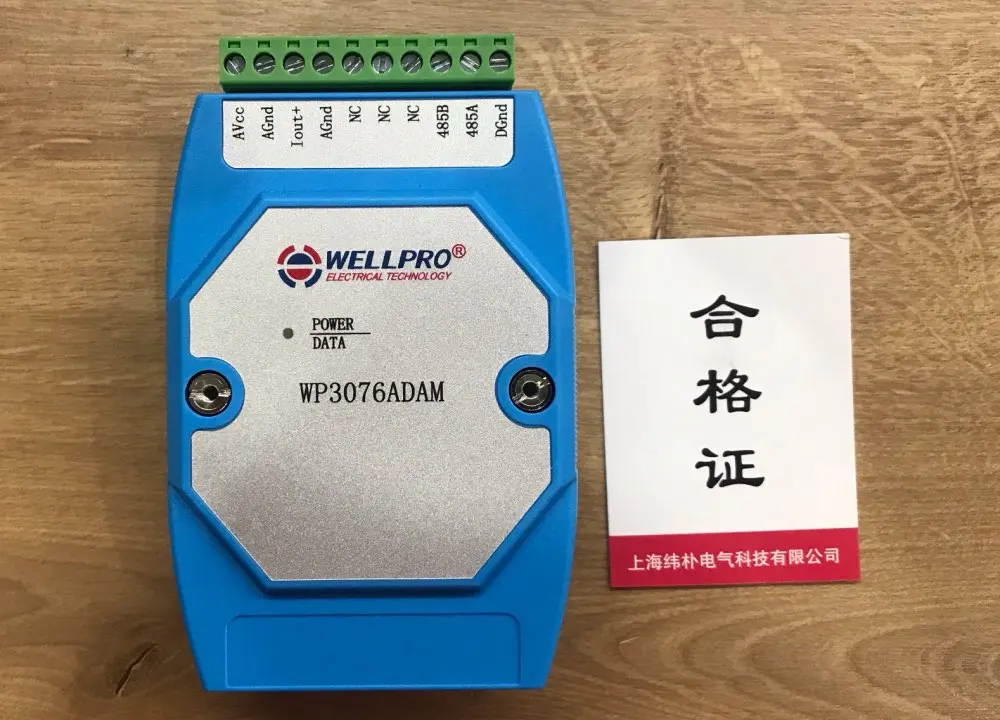 AVcc
AGnd
Iout+
AGnd
NC
NC
NC
485B
485A
DGnd
WELLPRO®
ELECTRICAL TECHNOLOGY
POWER
DATA
WP3076ADAM
合格证
上海纬朴电气科技有限公司